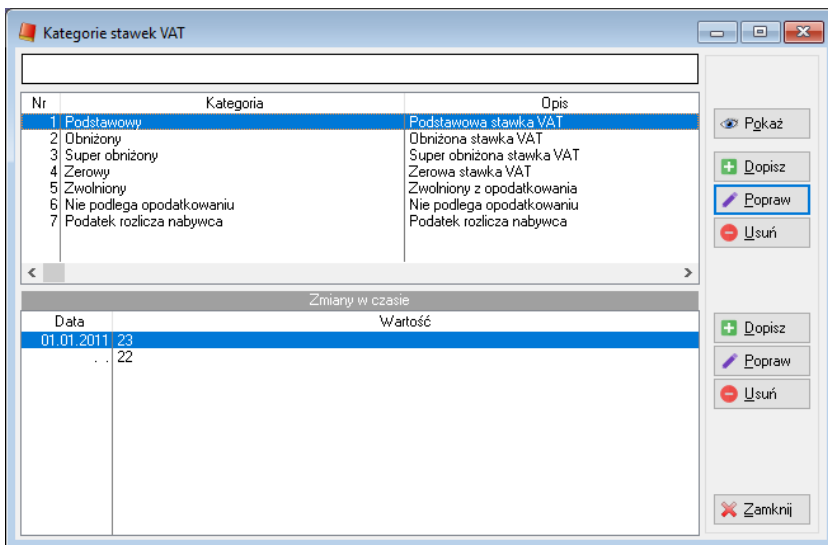 Kategorie stawek VAT
Nr Kategoria Opis
1 Podstawowy Podstawowa stawka VAT
2 Obniżony Obniżona stawka VAT
3 Super obniżony Super obniżona stawka VAT
4 Zerowy Zerowa stawka VAT
5 Zwolniony Zwolniony z opodatkowania
6 Nie podlega opodatkowaniu Nie podlega opodatkowaniu
7 Podatek rozlicza nabywca Podatek rozlicza nabywca
Pokaż
Dopisz
Popraw
Usuń
Zmiany w czasie
Data Wartość
01.01.2011 23
. . 22
Dopisz
Popraw
Usuń
Zamknij